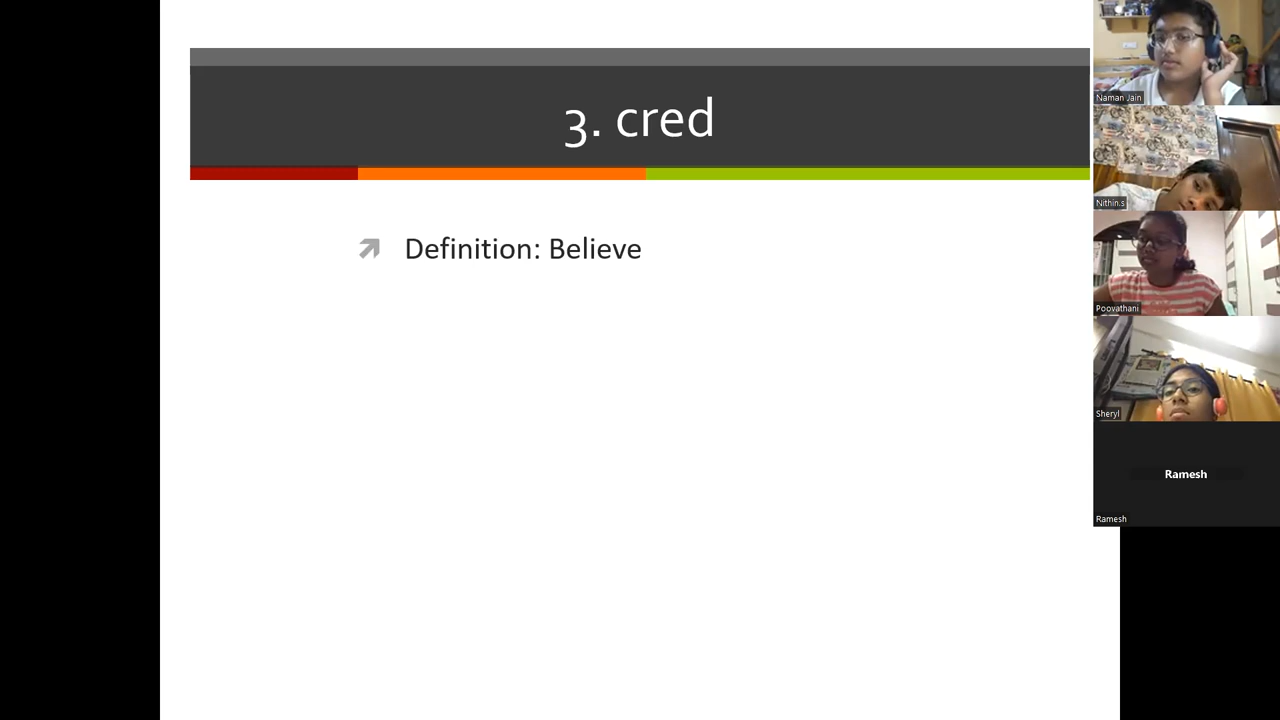 3. cred
Definition: Believe
Naman Jain
Nithin.s
Poovathani
Sheryl
Ramesh
Ramesh